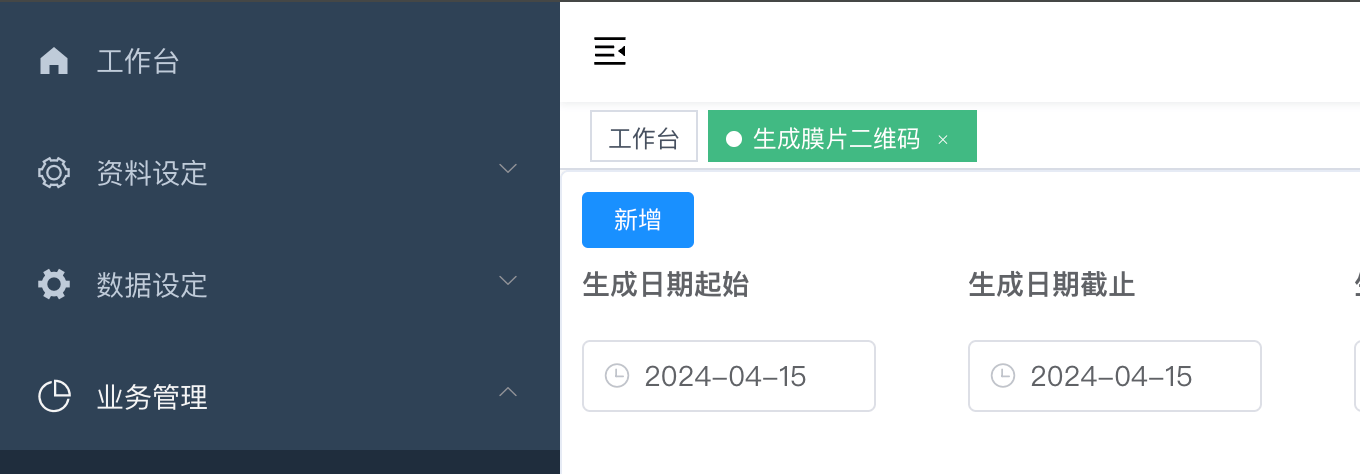 工作台
资料设定
数据设定
业务管理
工作台
生成膜片二维码 ×
新增
生成日期起始
生成日期截止
2024-04-15
2024-04-15